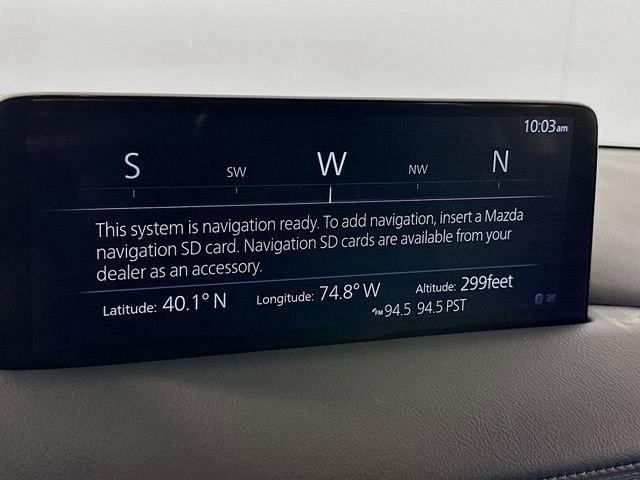 10:03am
S SW W NW N
This system is navigation ready. To add navigation, insert a Mazda
navigation SD card. Navigation SD cards are available from your
dealer as an accessory.
Latitude: 40.1° N Longitude: 74.8° W Altitude: 299feet
FM 94.5 94.5 PST